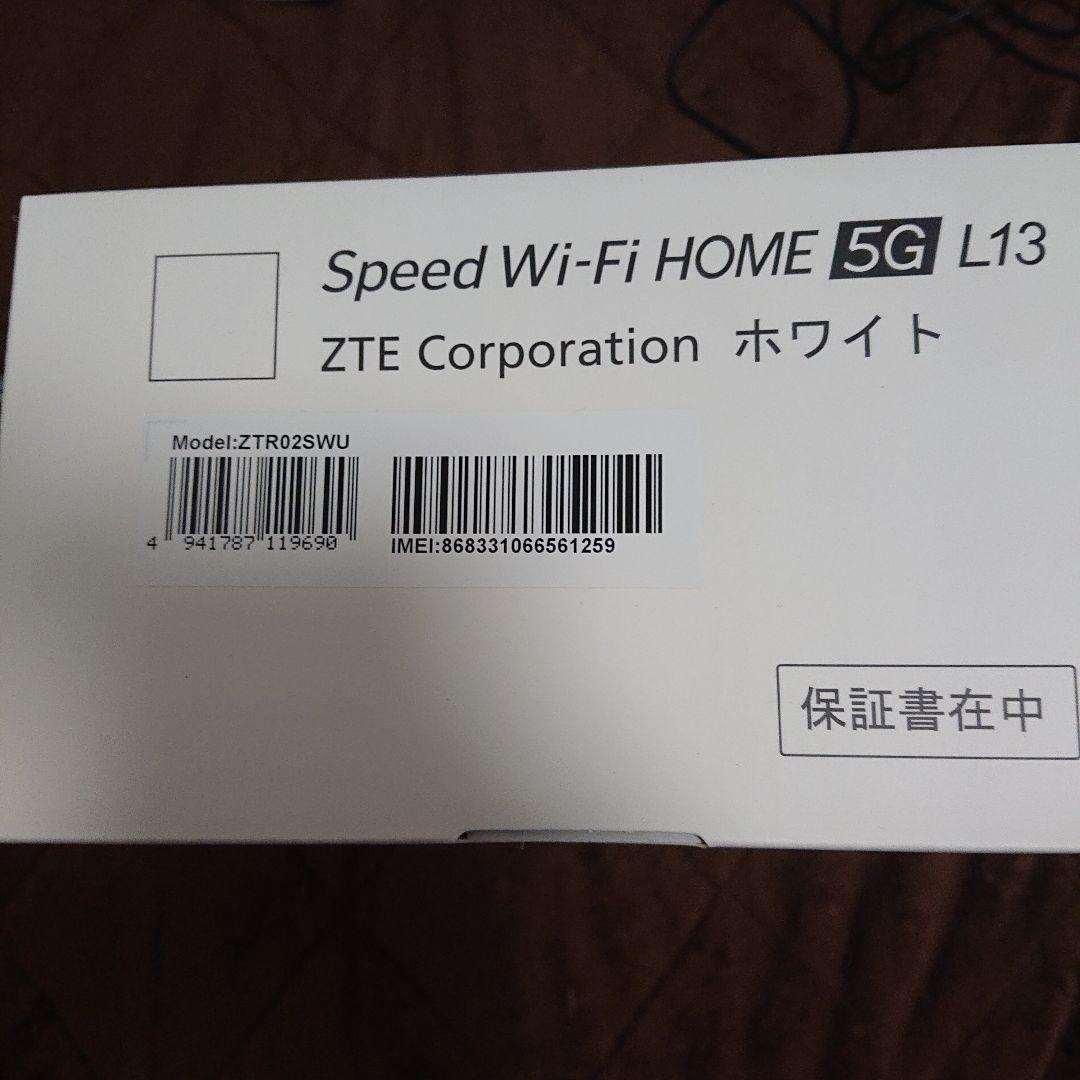 Speed Wi-Fi HOME 5G L13
ZTE Corporation ホワイト
Model:ZTR02SWU
4 941787 119690
IMEI:868331066561259
保証書在中